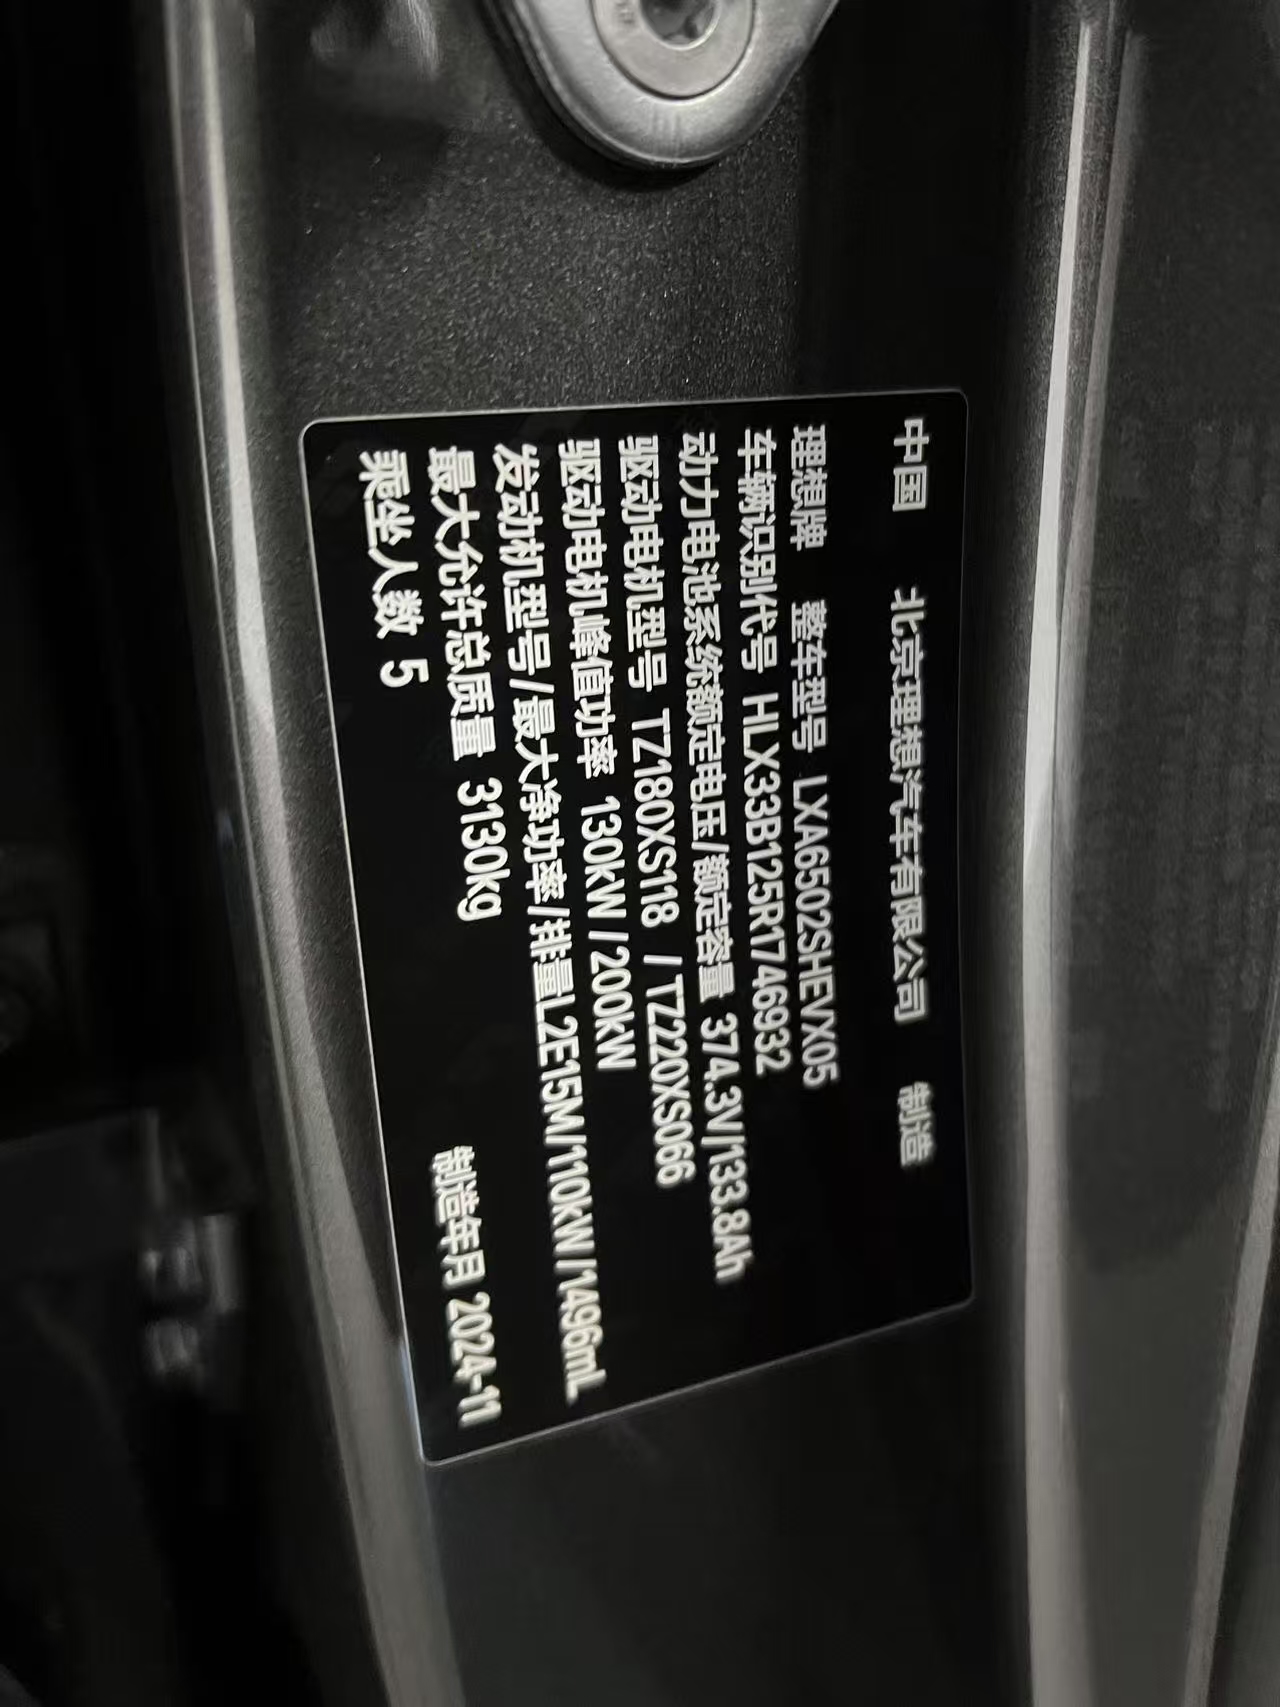 中国 北京理想汽车有限公司 制造
理想牌 整车型号 LXA6502SHEVX05
车辆识别代号 HLX33B125R1746932
动力电池系统额定电压/额定容量 374.3V/133.8Ah
驱动电机型号 TZ180XS118 /TZ220XS066
驱动电机峰值功率 130kW/200kW
发动机型号/最大净功率/排量L2E15M/110kW/1496mL
最大允许总质量 3130kg
乘坐人数 5
制造年月 2024-11